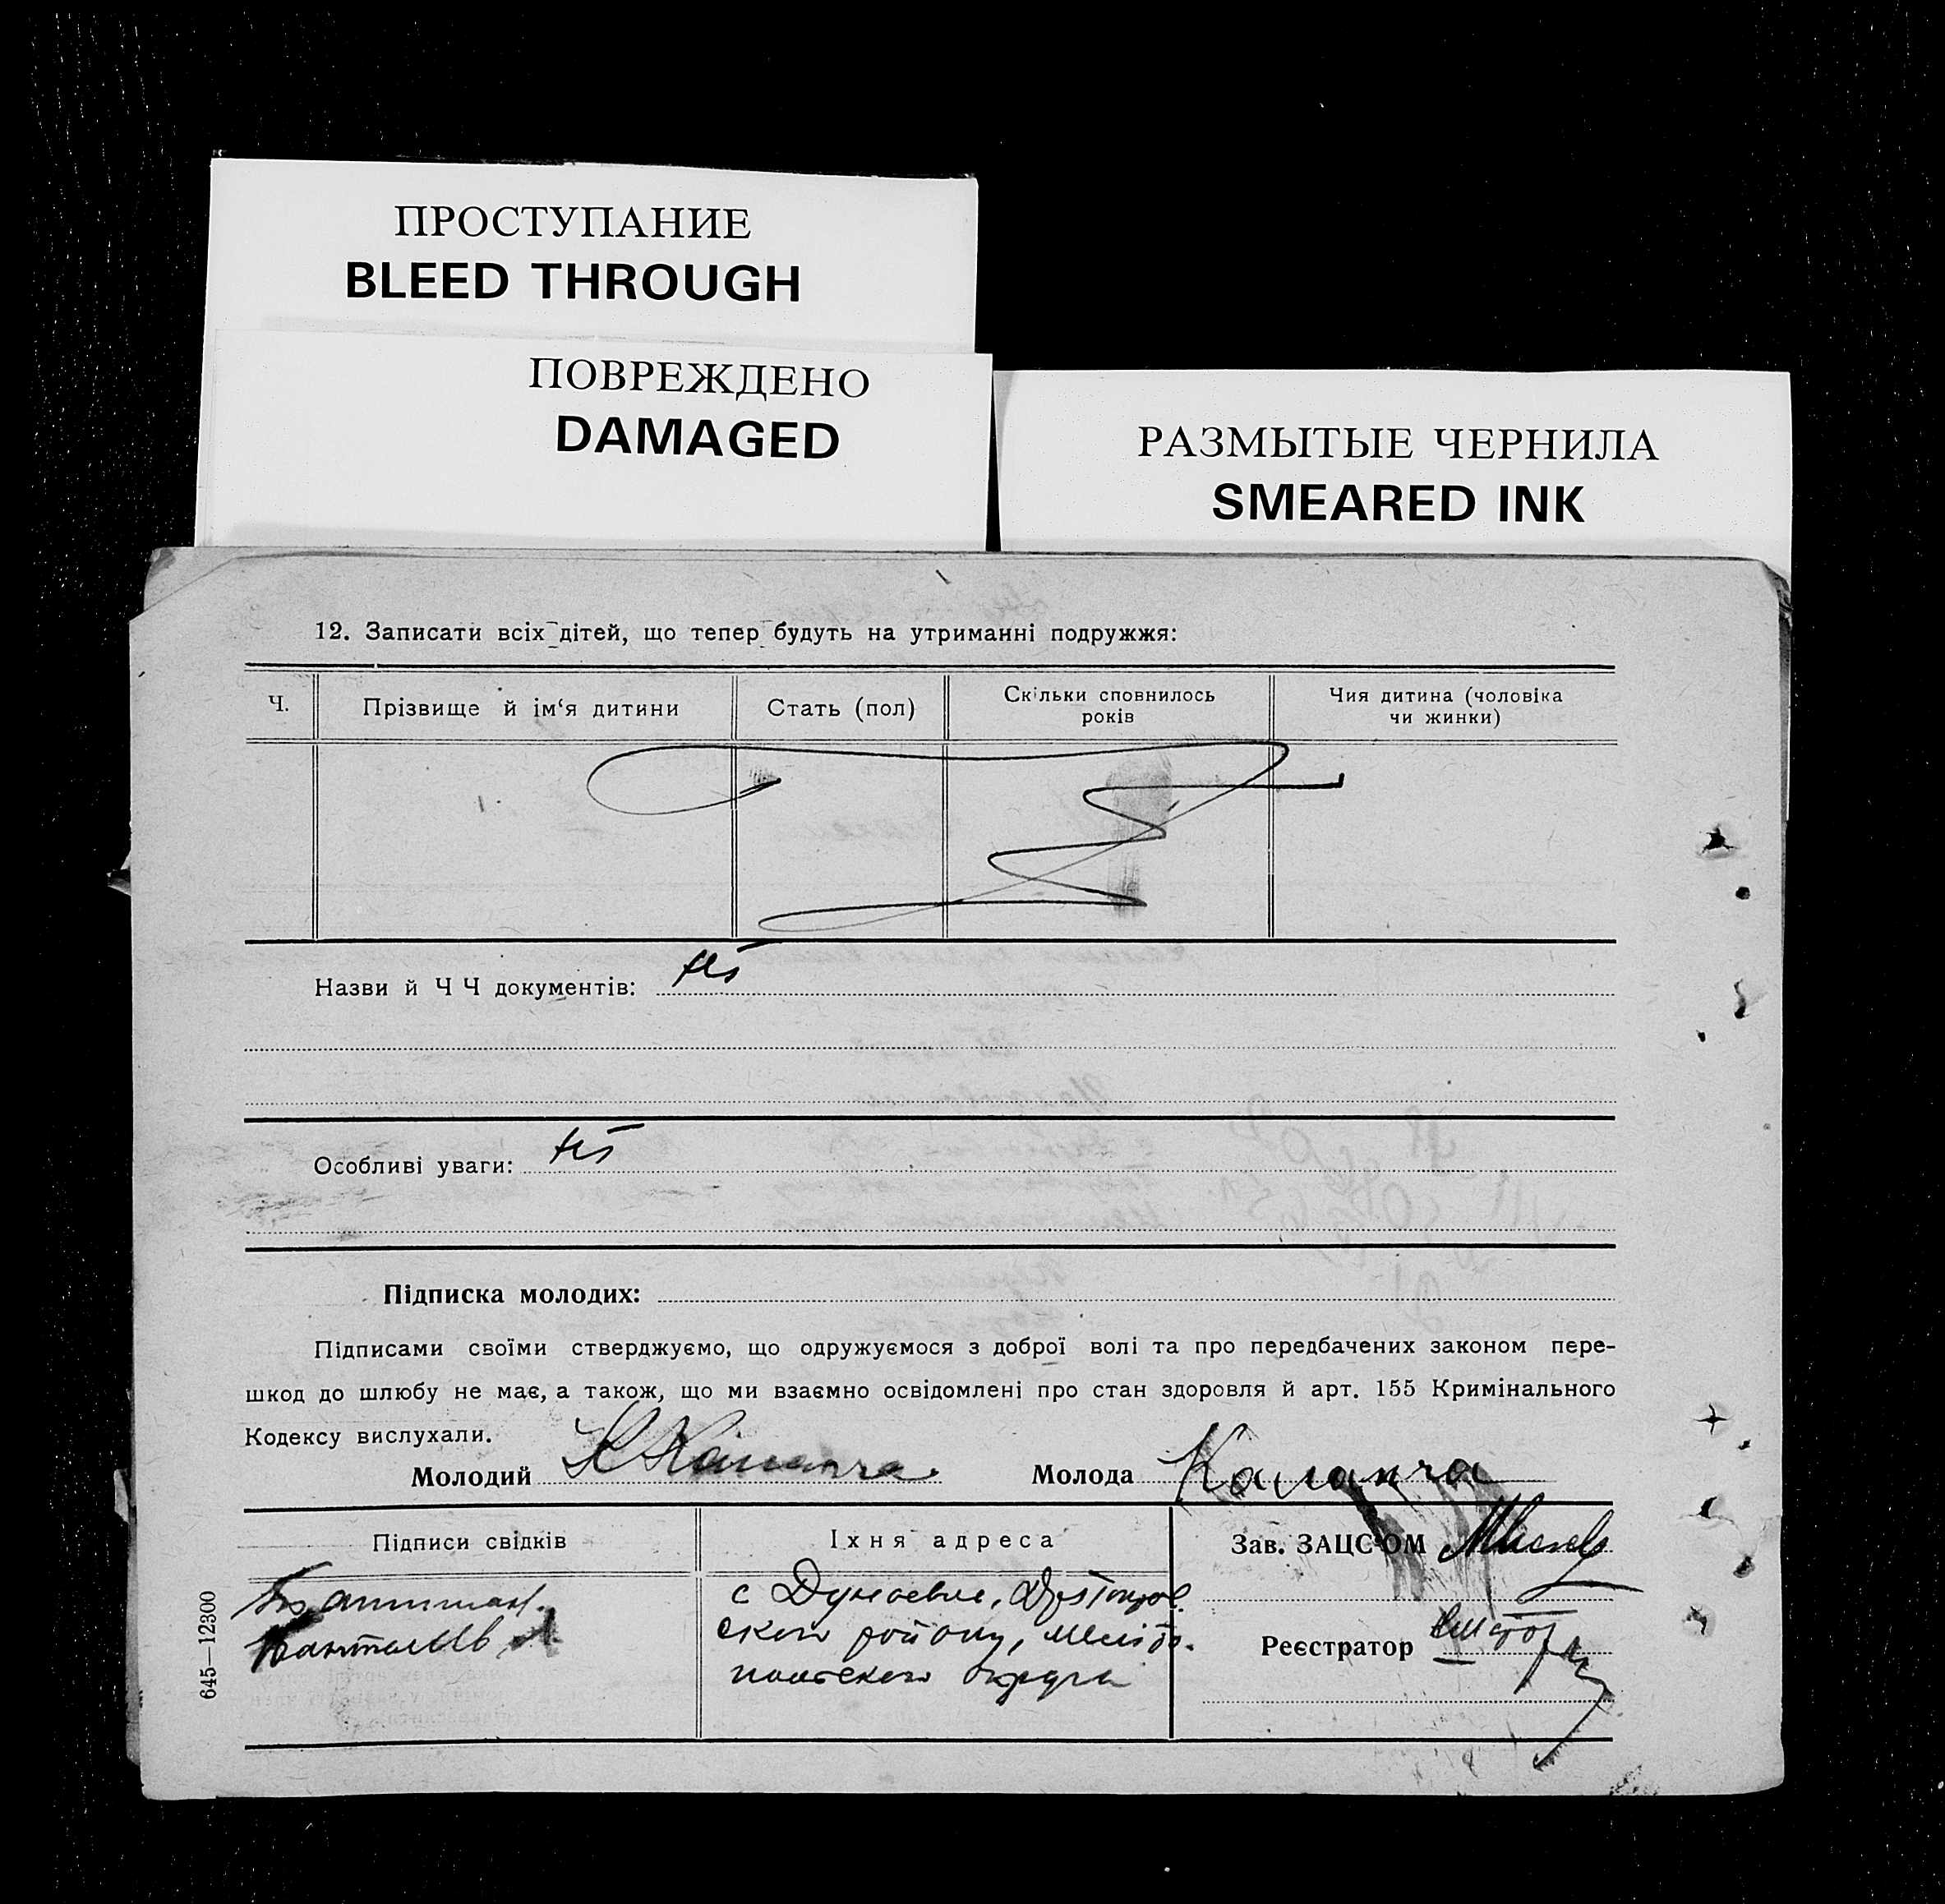 ПРОСТУПАНИЕ
BLEED THROUGH
ПОВРЕЖДЕНО
DAMAGED
РАЗМЫТЫЕ ЧЕРНИЛА
SMEARED INK
12. Записати всіх дітей, що тепер будуть на утриманні подружжя:
Ч.
Прізвище й ім‘я дитини
Стать (пол)
Скільки сповнилось
років
Чия дитина (чоловіка
чи жинки)
Назви й Ч Ч документів:
Особливі уваги:
Підписка молодих:
Підписами своїми стверджуємо, що одружуємося з доброї волі та про передбачених законом пере-
шкод до шлюбу не має, а також, що ми взаємно освідомлені про стан здоровля й арт. 155 Кримінального
Кодексу вислухали.
Молодий
Молода
Підписи свідків
Їхня адреса
с Дунаевка,
округа
Зав. ЗАЦС‘ОМ
Реєстратор
645—12300